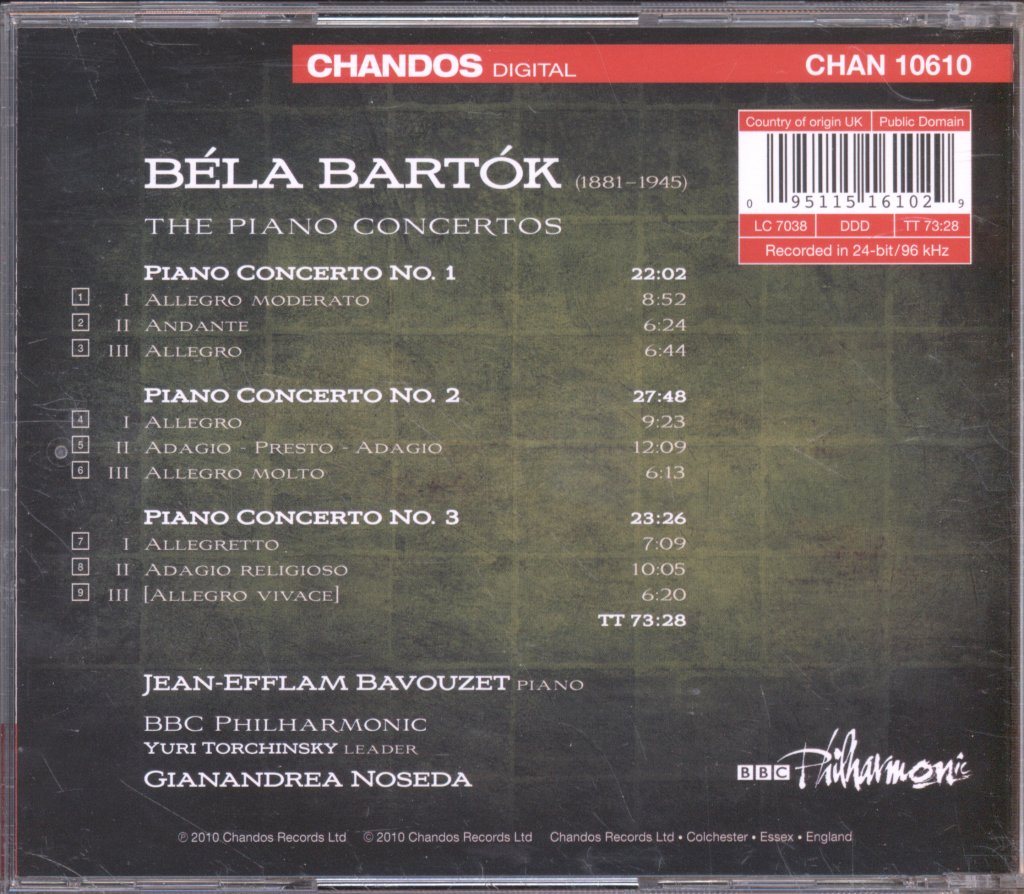 CHANDOS DIGITAL CHAN 10610
Country of origin UK Public Domain
0 95115 16102 9
LC 7038 DDD TT 73:28
Recorded in 24-bit/96 kHz
BÉLA BARTÓK (1881–1945)
THE PIANO CONCERTOS
PIANO CONCERTO NO. 1 22:02
1 I ALLEGRO MODERATO 8:52
2 II ANDANTE 6:24
3 III ALLEGRO 6:44
PIANO CONCERTO NO. 2 27:48
4 I ALLEGRO 9:23
5 II ADAGIO - PRESTO - ADAGIO 12:09
6 III ALLEGRO MOLTO 6:13
PIANO CONCERTO NO. 3 23:26
7 I ALLEGRETTO 7:09
8 II ADAGIO RELIGIOSO 10:05
9 III [ALLEGRO VIVACE] 6:20
TT 73:28
JEAN-EFFLAM BAVOUZET PIANO
BBC PHILHARMONIC
YURI TORCHINSKY LEADER
GIANANDREA NOSEDA
BBC Philharmonic
℗ 2010 Chandos Records Ltd © 2010 Chandos Records Ltd Chandos Records Ltd • Colchester • Essex • England